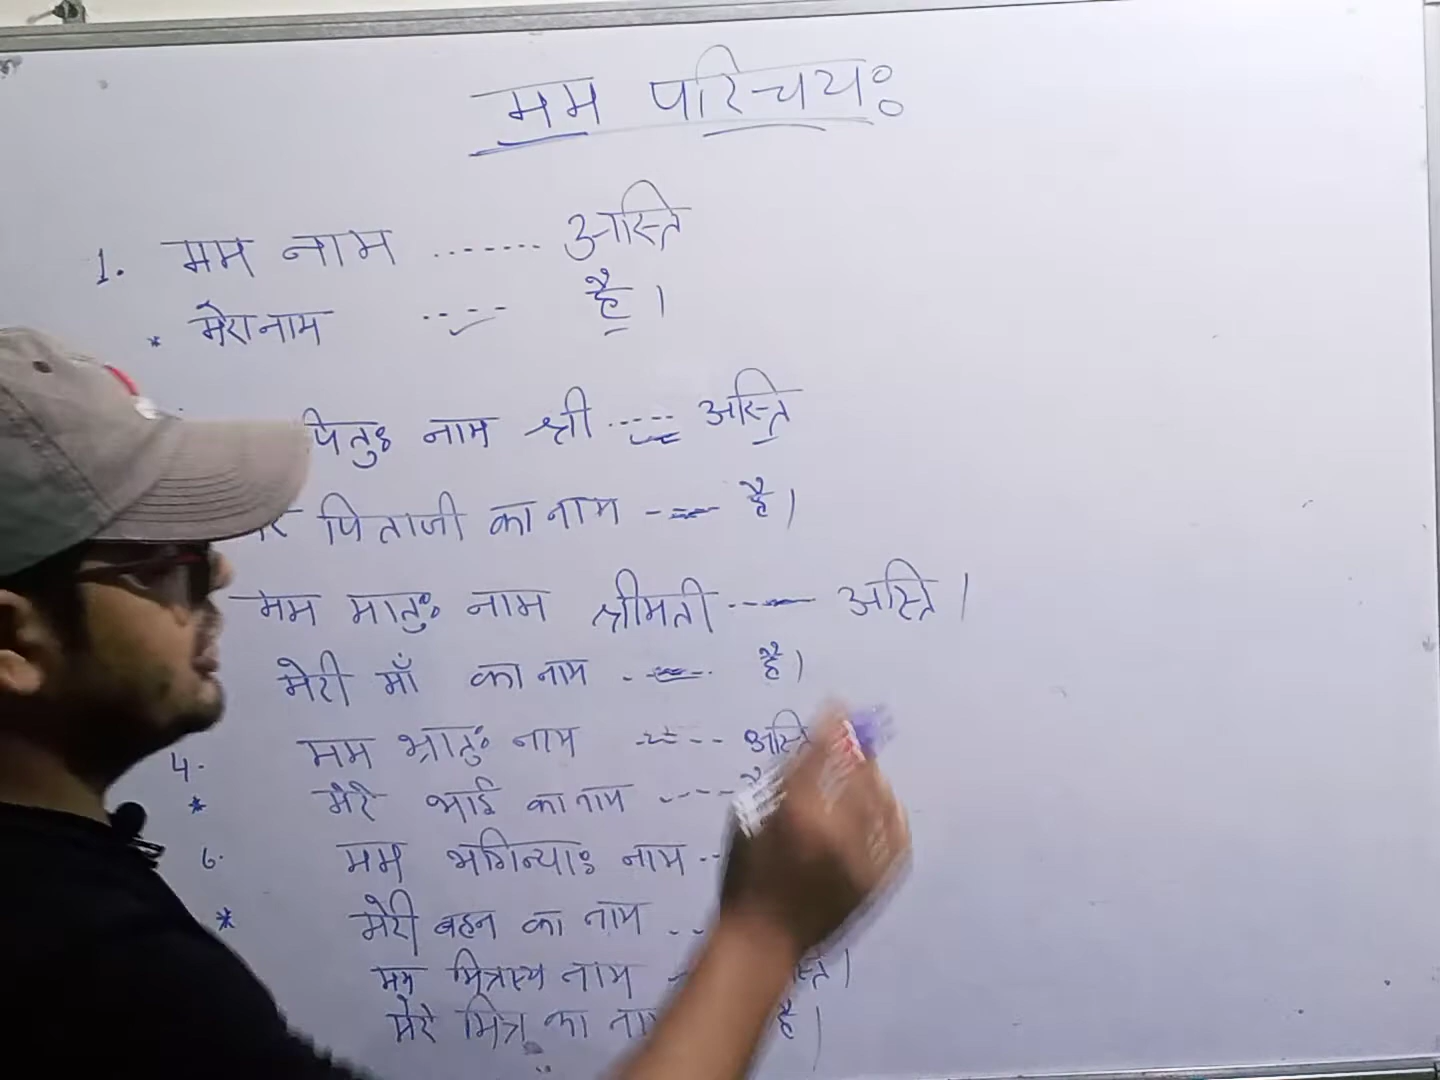 मम परिचयः
1. मम नाम ....... अस्ति
* मेरा नाम .... है।
पितुः नाम श्री ..... अस्ति
पिताजी का नाम ---- है।
मम मातुः नाम श्रीमती ---- अस्ति।
मेरी माँ का नाम ---- है।
4. मम भ्रातुः नाम ---- अस्ति
* मेरे भाई का नाम ----
6. मम भगिन्याः नाम --
* मेरी बहन का नाम ..
मम मित्रस्य नाम -
मेरे मित्र का है।